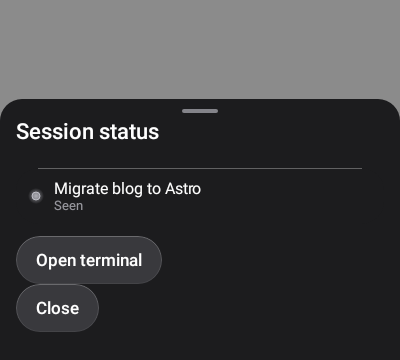 Session status
Migrate blog to Astro
Seen
Open terminal
Close